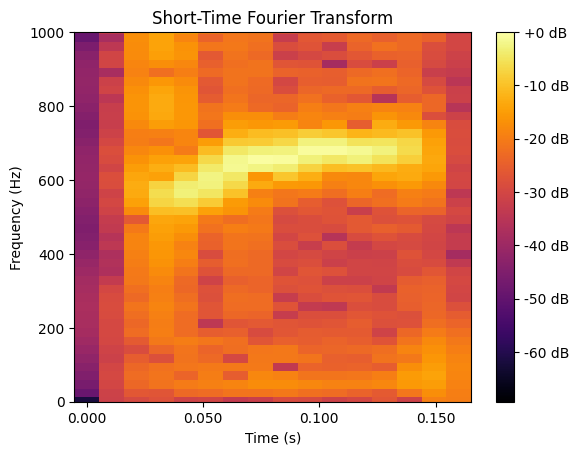 Short-Time Fourier Transform
1000
800
600
400
200
0
Frequency (Hz)
0.000
0.050
0.100
0.150
Time (s)
+0 dB
-10 dB
-20 dB
-30 dB
-40 dB
-50 dB
-60 dB